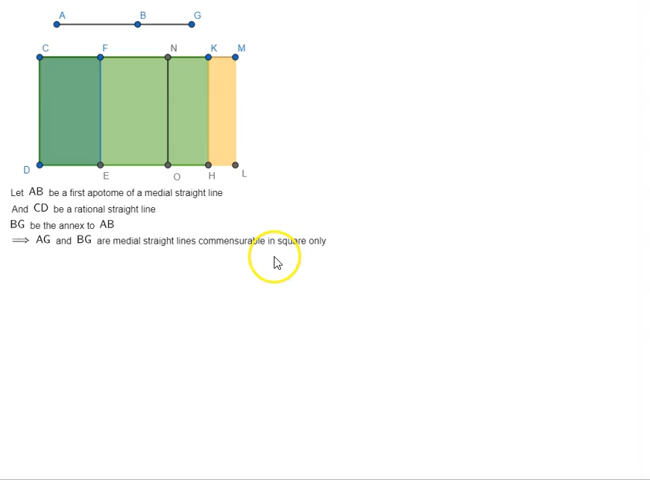 A B G
C F N K M
D E O H L
Let AB be a first apotome of a medial straight line
And CD be a rational straight line
BG be the annex to AB
⟹ AG and BG are medial straight lines commensurable in square only